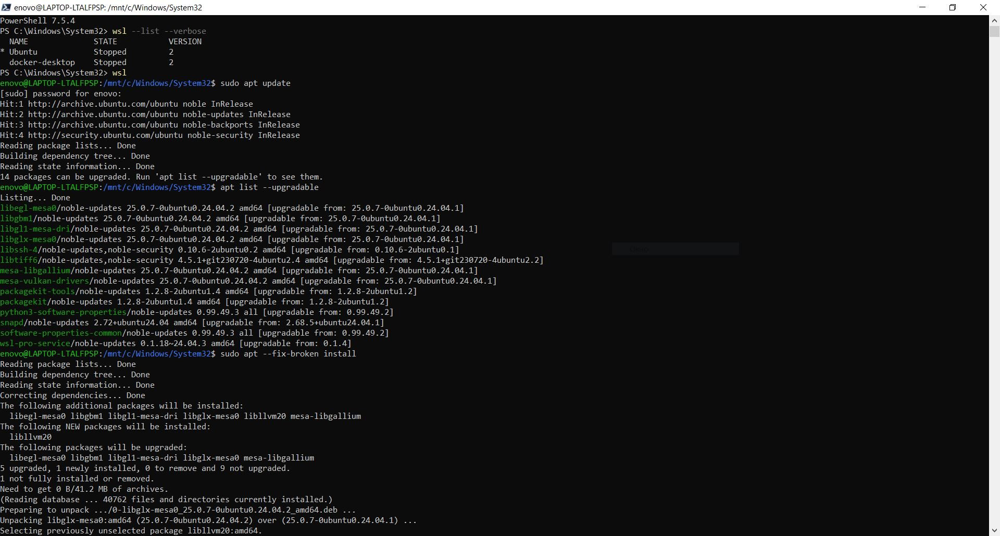 enovo@LAPTOP-LTALFPSP: /mnt/c/Windows/System32
PowerShell 7.5.4
PS C:\Windows\System32> wsl --list --verbose
  NAME              STATE           VERSION
* Ubuntu            Stopped         2
  docker-desktop    Stopped         2
PS C:\Windows\System32> wsl
enovo@LAPTOP-LTALFPSP:/mnt/c/Windows/System32$ sudo apt update
[sudo] password for enovo:
Hit:1 http://archive.ubuntu.com/ubuntu noble InRelease
Hit:2 http://archive.ubuntu.com/ubuntu noble-updates InRelease
Hit:3 http://archive.ubuntu.com/ubuntu noble-backports InRelease
Hit:4 http://security.ubuntu.com/ubuntu noble-security InRelease
Reading package lists... Done
Building dependency tree... Done
Reading state information... Done
14 packages can be upgraded. Run 'apt list --upgradable' to see them.
enovo@LAPTOP-LTALFPSP:/mnt/c/Windows/System32$ apt list --upgradable
Listing... Done
libegl-mesa0/noble-updates 25.0.7-0ubuntu0.24.04.2 amd64 [upgradable from: 25.0.7-0ubuntu0.24.04.1]
libgbm1/noble-updates 25.0.7-0ubuntu0.24.04.2 amd64 [upgradable from: 25.0.7-0ubuntu0.24.04.1]
libgl1-mesa-dri/noble-updates 25.0.7-0ubuntu0.24.04.2 amd64 [upgradable from: 25.0.7-0ubuntu0.24.04.1]
libglx-mesa0/noble-updates 25.0.7-0ubuntu0.24.04.2 amd64 [upgradable from: 25.0.7-0ubuntu0.24.04.1]
libssh-4/noble-updates,noble-security 0.10.6-2ubuntu0.2 amd64 [upgradable from: 0.10.6-2ubuntu0.1]
Окно
libtiff6/noble-updates,noble-security 4.5.1+git230720-4ubuntu2.4 amd64 [upgradable from: 4.5.1+git230720-4ubuntu2.2]
mesa-libgallium/noble-updates 25.0.7-0ubuntu0.24.04.2 amd64 [upgradable from: 25.0.7-0ubuntu0.24.04.1]
mesa-vulkan-drivers/noble-updates 25.0.7-0ubuntu0.24.04.2 amd64 [upgradable from: 25.0.7-0ubuntu0.24.04.1]
packagekit-tools/noble-updates 1.2.8-2ubuntu1.4 amd64 [upgradable from: 1.2.8-2ubuntu1.2]
packagekit/noble-updates 1.2.8-2ubuntu1.4 amd64 [upgradable from: 1.2.8-2ubuntu1.2]
python3-software-properties/noble-updates 0.99.49.3 all [upgradable from: 0.99.49.2]
snapd/noble-updates 2.72+ubuntu24.04 amd64 [upgradable from: 2.68.5+ubuntu24.04.1]
software-properties-common/noble-updates 0.99.49.3 all [upgradable from: 0.99.49.2]
wsl-pro-service/noble-updates 0.1.18~24.04.3 amd64 [upgradable from: 0.1.4]
enovo@LAPTOP-LTALFPSP:/mnt/c/Windows/System32$ sudo apt --fix-broken install
Reading package lists... Done
Building dependency tree... Done
Reading state information... Done
Correcting dependencies... Done
The following additional packages will be installed:
  libegl-mesa0 libgbm1 libgl1-mesa-dri libglx-mesa0 libllvm20 mesa-libgallium
The following NEW packages will be installed:
  libllvm20
The following packages will be upgraded:
  libegl-mesa0 libgbm1 libgl1-mesa-dri libglx-mesa0 mesa-libgallium
5 upgraded, 1 newly installed, 0 to remove and 9 not upgraded.
1 not fully installed or removed.
Need to get 0 B/41.2 MB of archives.
(Reading database ... 40762 files and directories currently installed.)
Preparing to unpack .../0-libglx-mesa0_25.0.7-0ubuntu0.24.04.2_amd64.deb ...
Unpacking libglx-mesa0:amd64 (25.0.7-0ubuntu0.24.04.2) over (25.0.7-0ubuntu0.24.04.1) ...
Selecting previously unselected package libllvm20:amd64.